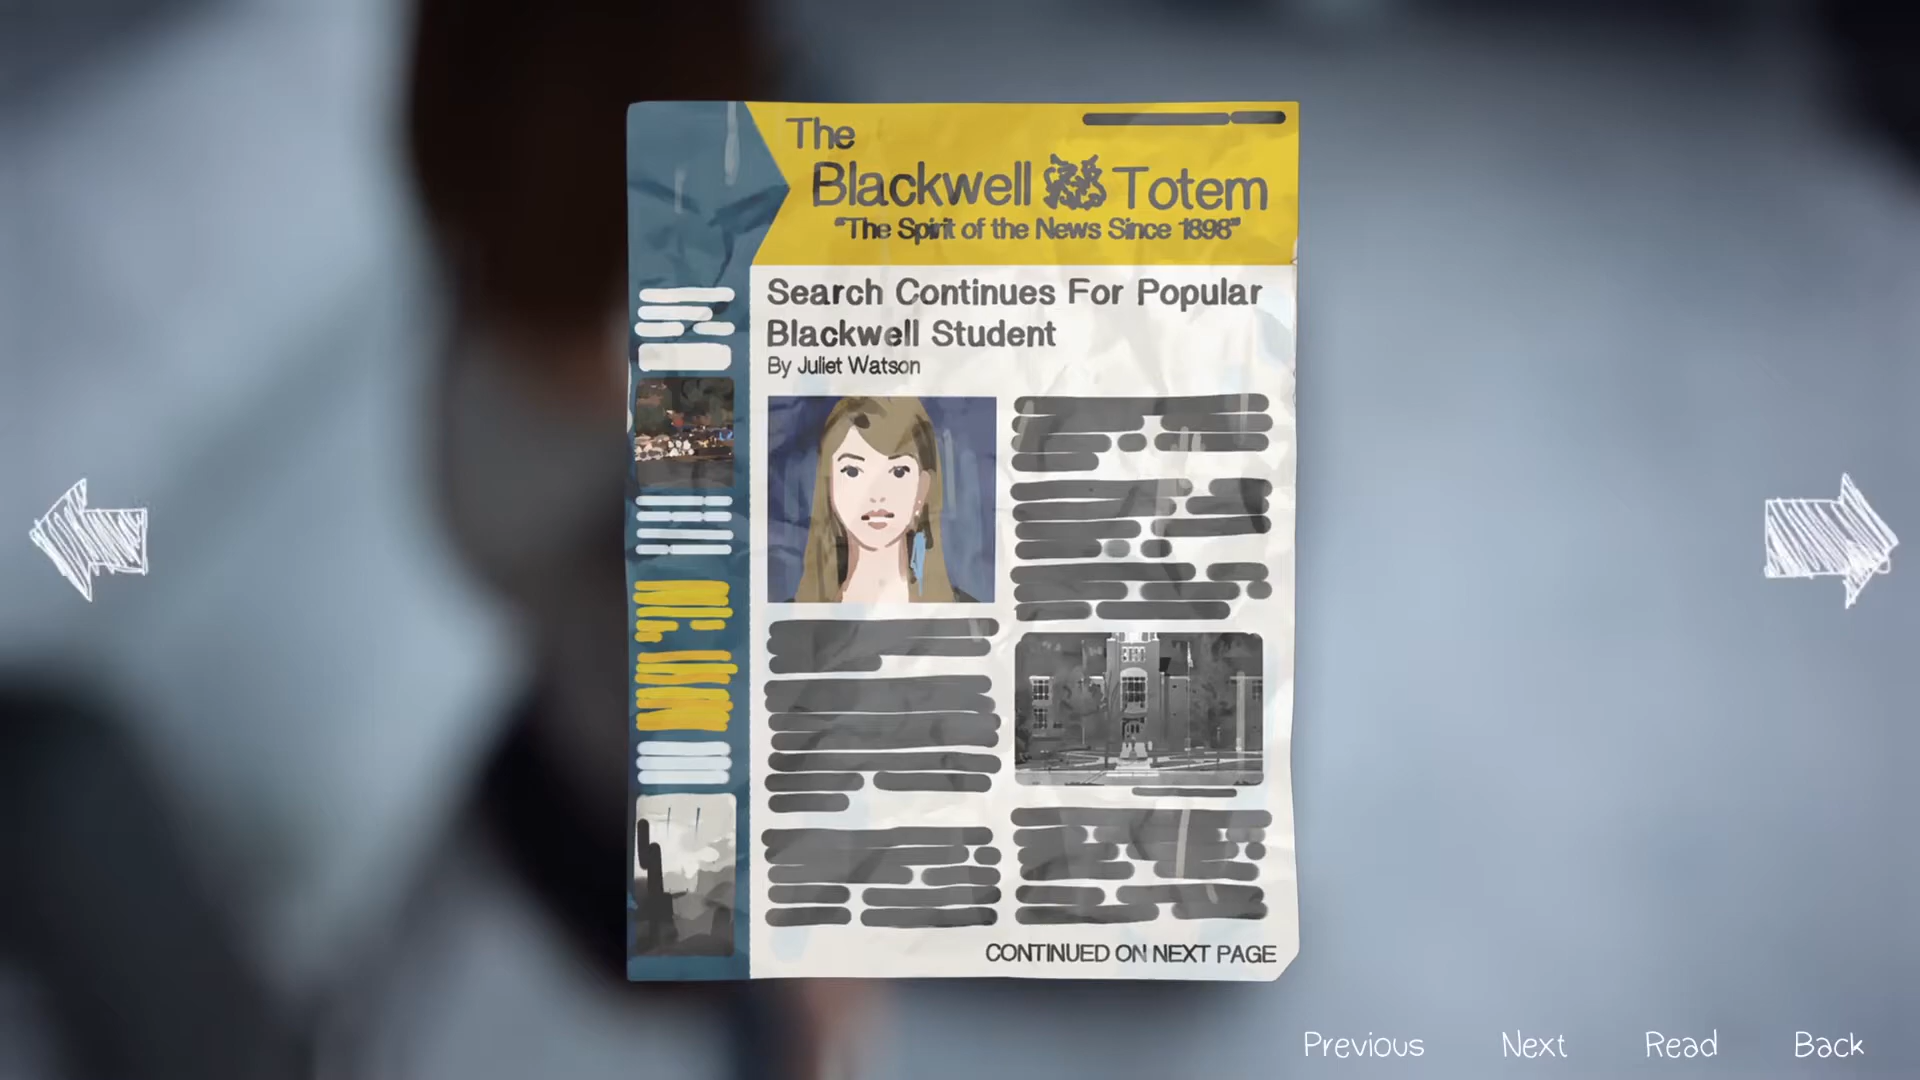 The
Blackwell Totem
"The Spirit of the News Since 1898"
Search Continues For Popular
Blackwell Student
By Juliet Watson
CONTINUED ON NEXT PAGE
Previous Next Read Back